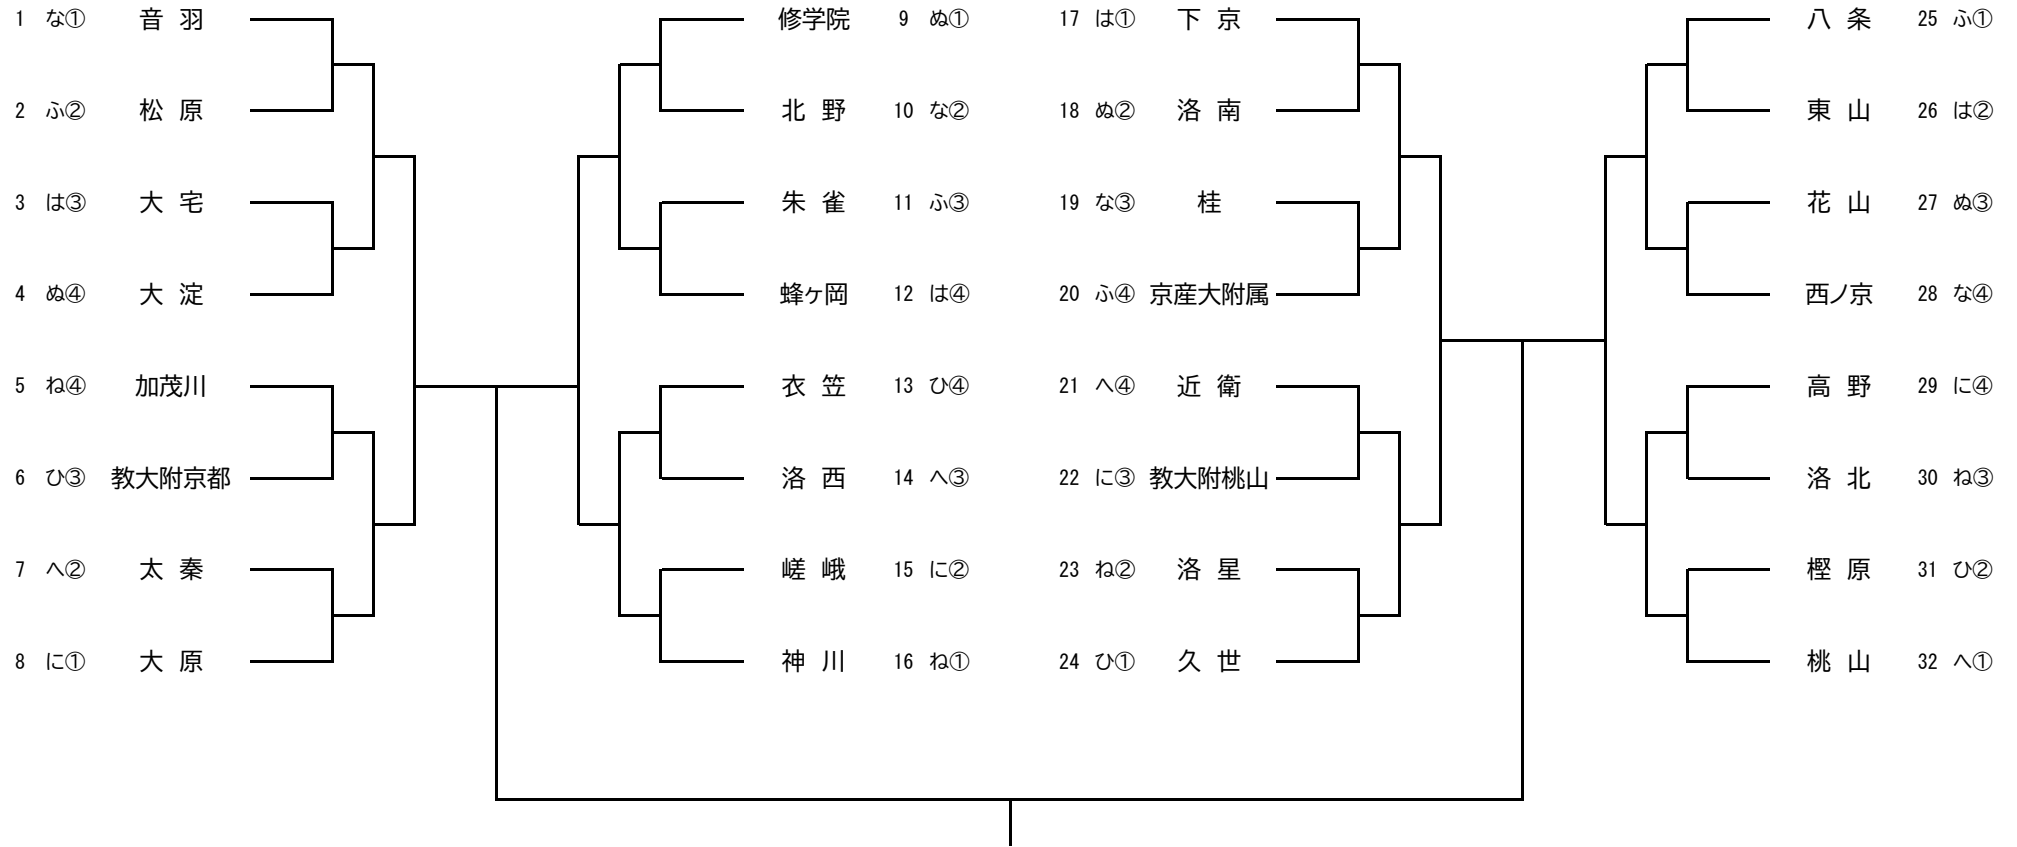 1 な① 音 羽 修学院 9 ぬ① 17 は① 下 京 八 条 25 ふ①
2 ふ② 松 原 北 野 10 な② 18 ぬ② 洛 南 東 山 26 は②
3 は③ 大 宅 朱 雀 11 ふ③ 19 な③ 桂 花 山 27 ぬ③
4 ぬ④ 大 淀 蜂ヶ岡 12 は④ 20 ふ④ 京産大附属 西ノ京 28 な④
5 ね④ 加茂川 衣 笠 13 ひ④ 21 へ④ 近 衛 高 野 29 に④
6 ひ③ 教大附京都 洛 西 14 へ③ 22 に③ 教大附桃山 洛 北 30 ね③
7 へ② 太 秦 嵯 峨 15 に② 23 ね② 洛 星 樫 原 31 ひ②
8 に① 大 原 神 川 16 ね① 24 ひ① 久 世 桃 山 32 へ①